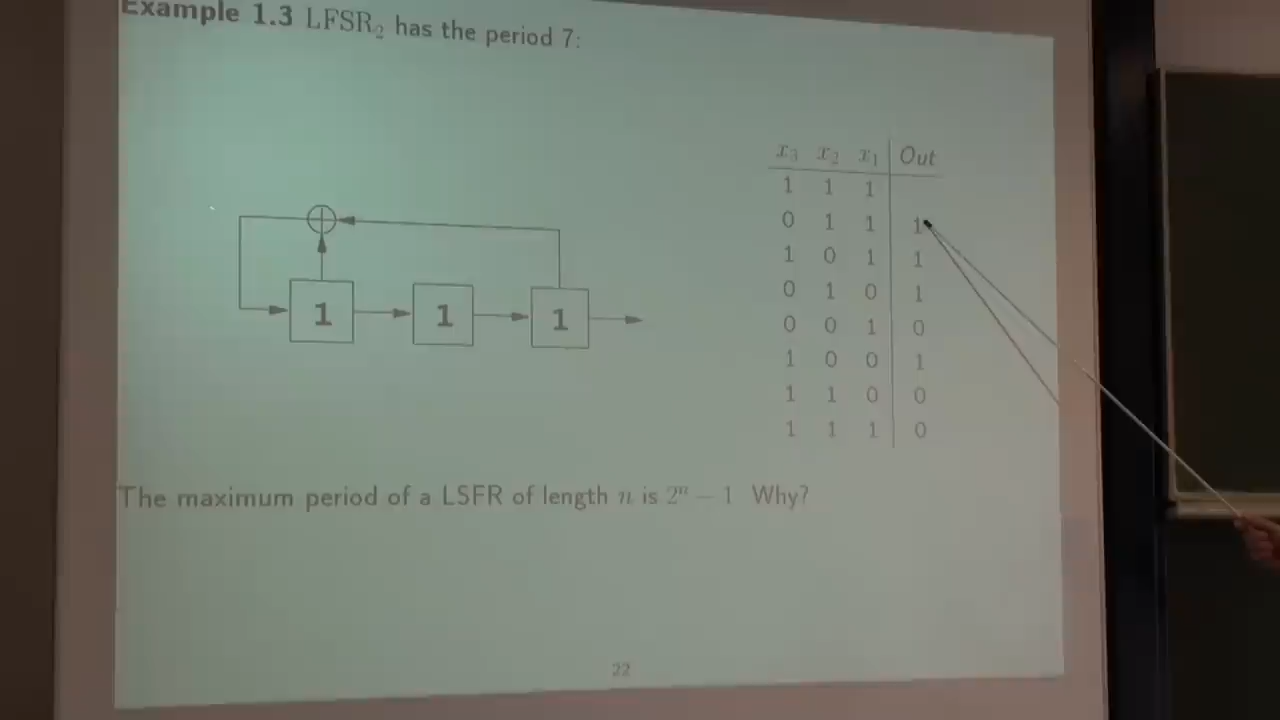 Example 1.3 LFSR₂ has the period 7:
1 1 1
x₃ x₂ x₁ Out
1 1 1
0 1 1 1
1 0 1 1
0 1 0 1
0 0 1 0
1 0 0 1
1 1 0 0
1 1 1 0
The maximum period of a LSFR of length n is 2ⁿ − 1 Why?
22